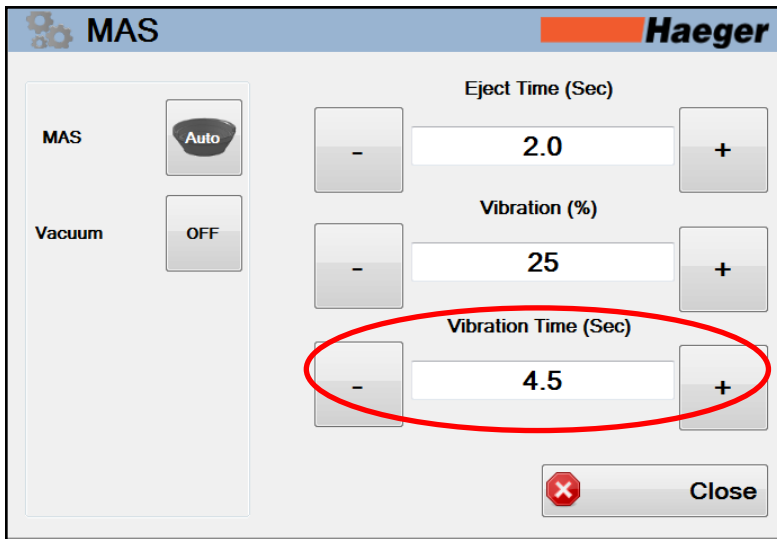 MAS
Haeger
MAS
Auto
Vacuum
OFF
Eject Time (Sec)
- 2.0 +
Vibration (%)
- 25 +
Vibration Time (Sec)
- 4.5 +
Close